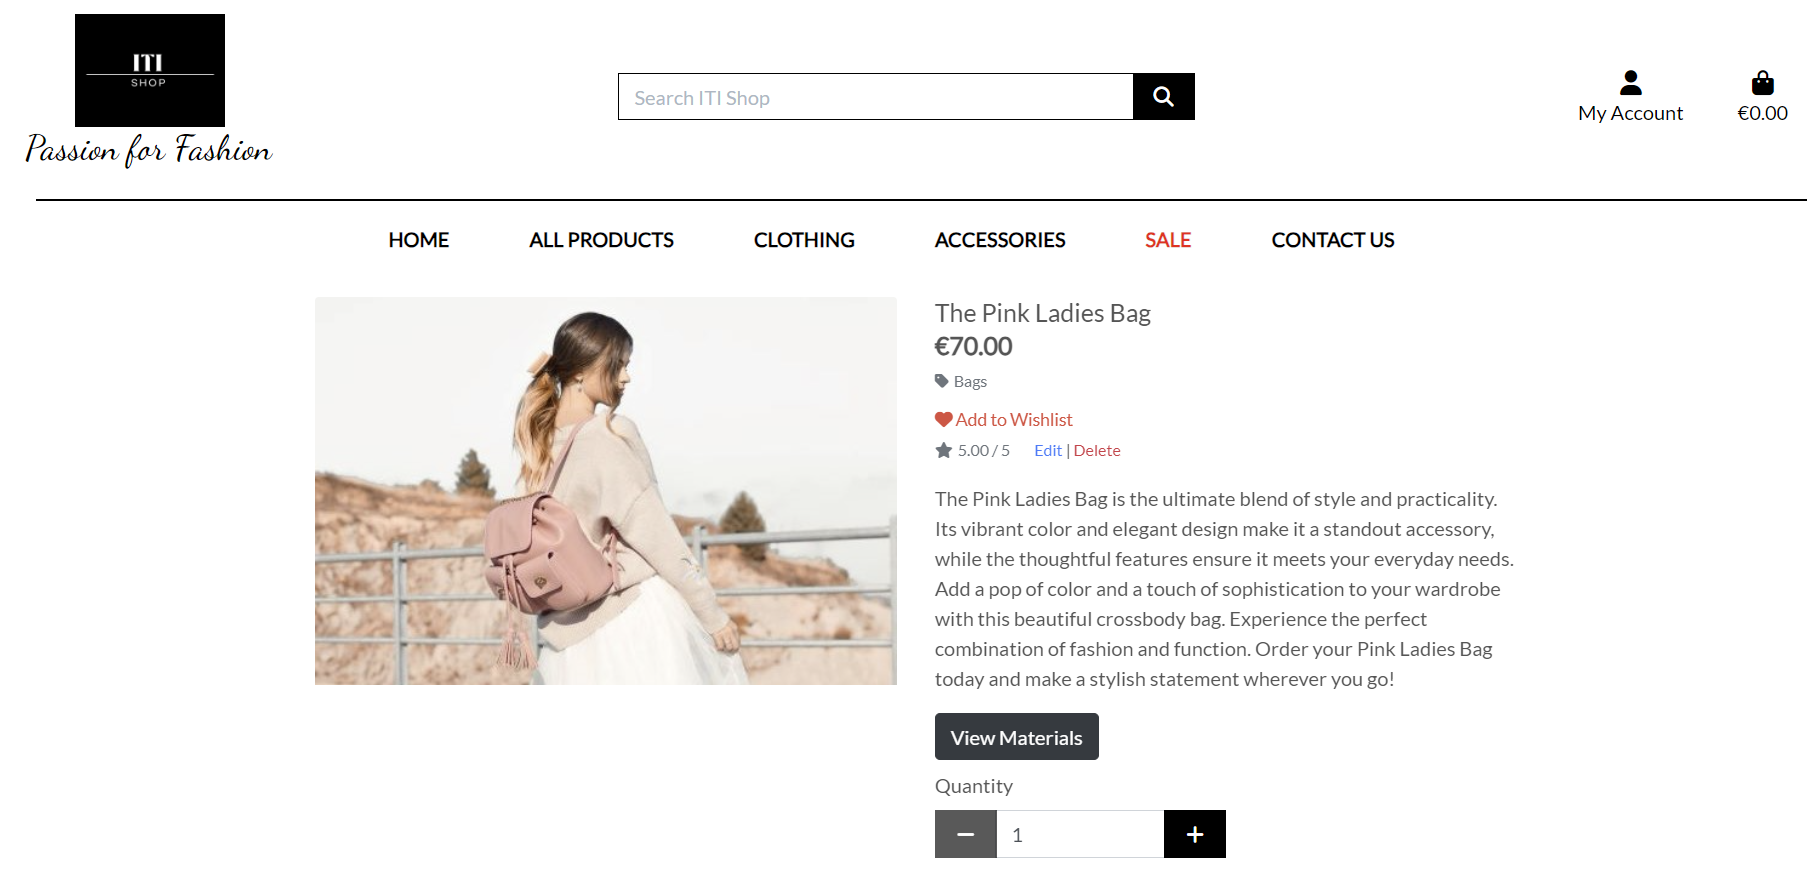 ITI
SHOP
Passion for Fashion
Search ITI Shop
My Account
€0.00
HOME
ALL PRODUCTS
CLOTHING
ACCESSORIES
SALE
CONTACT US
The Pink Ladies Bag
€70.00
Bags
Add to Wishlist
5.00 / 5 Edit | Delete
The Pink Ladies Bag is the ultimate blend of style and practicality.
Its vibrant color and elegant design make it a standout accessory,
while the thoughtful features ensure it meets your everyday needs.
Add a pop of color and a touch of sophistication to your wardrobe
with this beautiful crossbody bag. Experience the perfect
combination of fashion and function. Order your Pink Ladies Bag
today and make a stylish statement wherever you go!
View Materials
Quantity
1